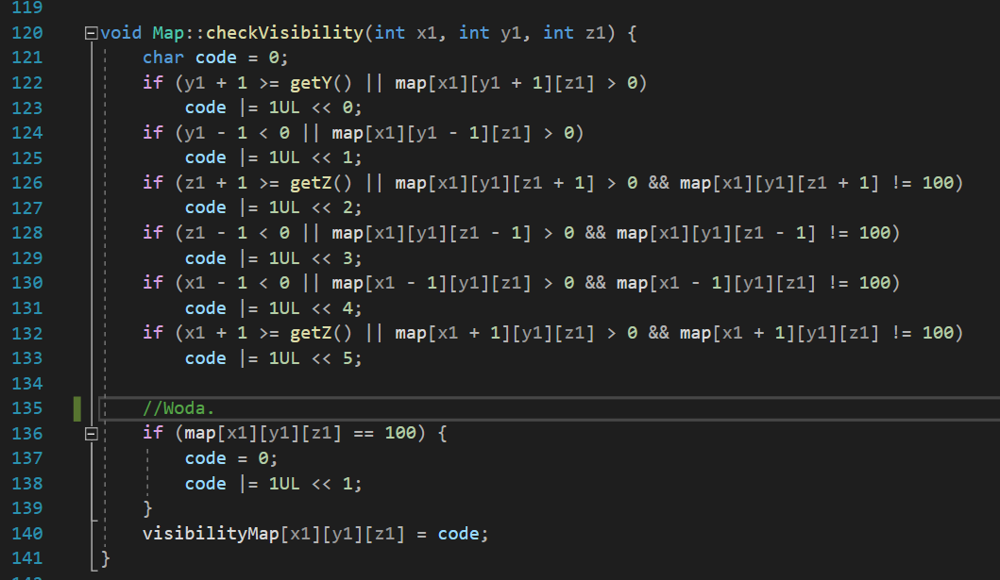 119
120 void Map::checkVisibility(int x1, int y1, int z1) {
121 char code = 0;
122 if (y1 + 1 >= getY() || map[x1][y1 + 1][z1] > 0)
123 code |= 1UL << 0;
124 if (y1 - 1 < 0 || map[x1][y1 - 1][z1] > 0)
125 code |= 1UL << 1;
126 if (z1 + 1 >= getZ() || map[x1][y1][z1 + 1] > 0 && map[x1][y1][z1 + 1] != 100)
127 code |= 1UL << 2;
128 if (z1 - 1 < 0 || map[x1][y1][z1 - 1] > 0 && map[x1][y1][z1 - 1] != 100)
129 code |= 1UL << 3;
130 if (x1 - 1 < 0 || map[x1 - 1][y1][z1] > 0 && map[x1 - 1][y1][z1] != 100)
131 code |= 1UL << 4;
132 if (x1 + 1 >= getZ() || map[x1 + 1][y1][z1] > 0 && map[x1 + 1][y1][z1] != 100)
133 code |= 1UL << 5;
134
135 //Woda.
136 if (map[x1][y1][z1] == 100) {
137 code = 0;
138 code |= 1UL << 1;
139 }
140 visibilityMap[x1][y1][z1] = code;
141 }